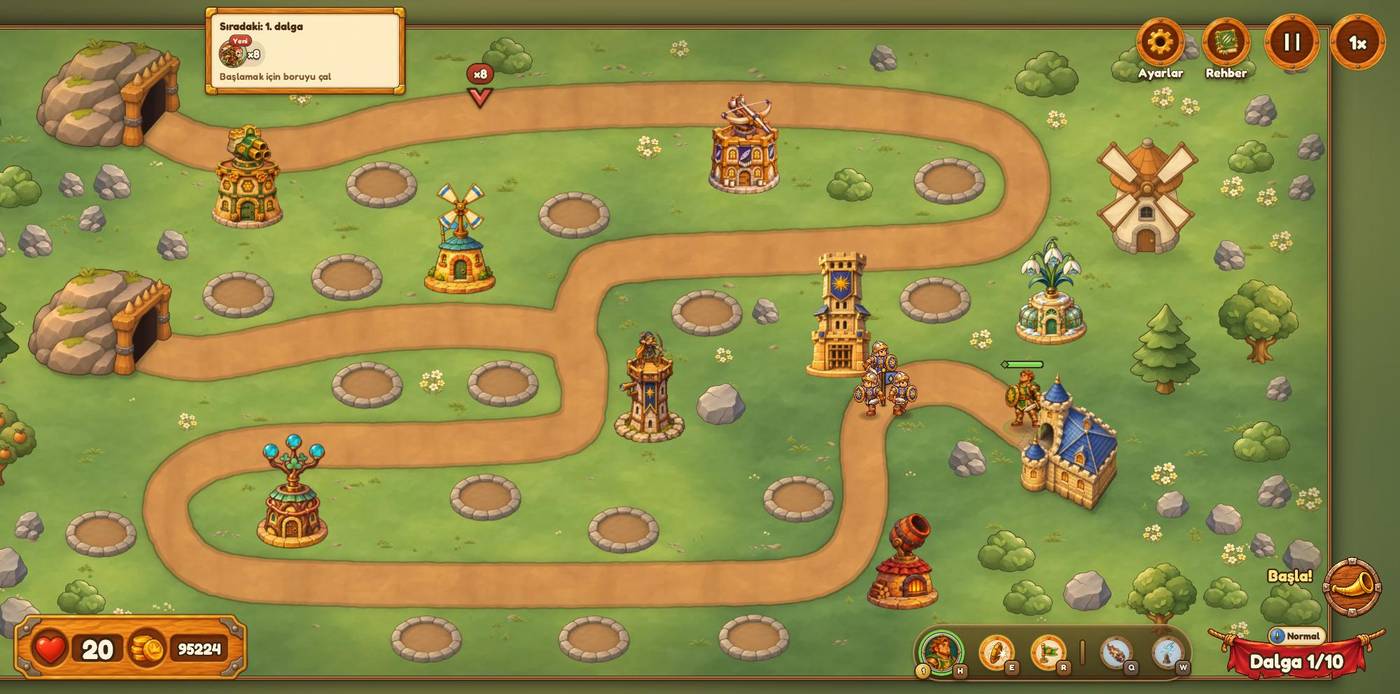 Sıradaki: 1. dalga
Yeni
x8
Başlamak için boruyu çal
x8
Ayarlar
Rehber
1x
Başla!
20
95224
1
H
E
R
Q
W
Normal
Dalga 1/10